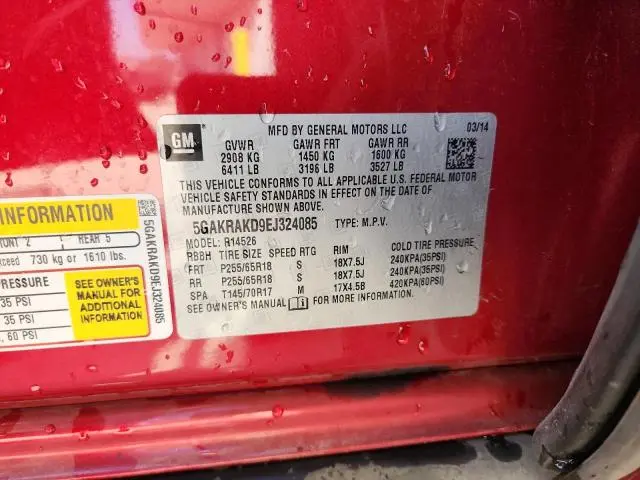 GM
MFD BY GENERAL MOTORS LLC 03/14
GVWR GAWR FRT GAWR RR
2908 KG 1450 KG 1600 KG
6411 LB 3196 LB 3527 LB
THIS VEHICLE CONFORMS TO ALL APPLICABLE U.S. FEDERAL MOTOR
VEHICLE SAFETY STANDARDS IN EFFECT ON THE DATE OF
MANUFACTURE SHOWN ABOVE.
5GAKRAKD9EJ324085 TYPE: M.P.V.
MODEL: R14526
RBBH TIRE SIZE SPEED RTG RIM COLD TIRE PRESSURE
FRT P255/65R18 S 18X7.5J 240KPA(35PSI)
RR P255/65R18 S 18X7.5J 240KPA(35PSI)
SPA T145/70R17 M 17X4.5B 420KPA(60PSI)
SEE OWNER'S MANUAL FOR MORE INFORMATION.
INFORMATION
2 REAR 5
730 kg or 1610 lbs.
35 PSI
35 PSI
60 PSI
SEE OWNER'S
MANUAL FOR
ADDITIONAL
INFORMATION
5GAKRAKD9EJ324085